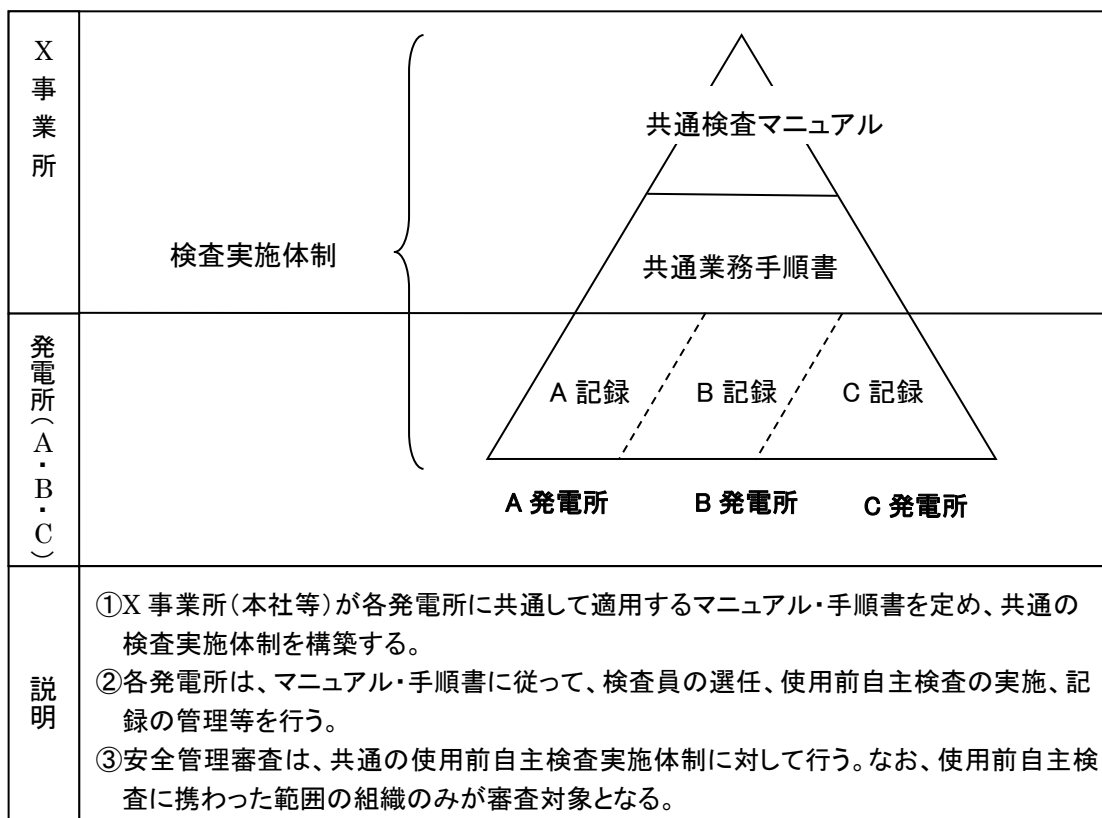 X事業所
共通検査マニュアル
検査実施体制
共通業務手順書
発電所(A・B・C)
A 記録
B 記録
C 記録
A 発電所
B 発電所
C 発電所
説明
①X 事業所(本社等)が各発電所に共通して適用するマニュアル・手順書を定め、共通の
検査実施体制を構築する。
②各発電所は、マニュアル・手順書に従って、検査員の選任、使用前自主検査の実施、記
録の管理等を行う。
③安全管理審査は、共通の使用前自主検査実施体制に対して行う。なお、使用前自主検
査に携わった範囲の組織のみが審査対象となる。